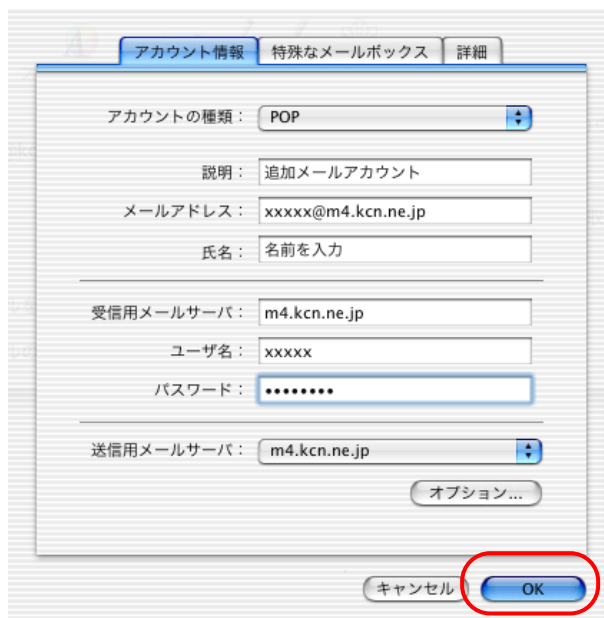 アカウント情報 特殊なメールボックス 詳細
アカウントの種類： POP
説明： 追加メールアカウント
メールアドレス： xxxxx@m4.kcn.ne.jp
氏名： 名前を入力
受信用メールサーバ： m4.kcn.ne.jp
ユーザ名： xxxxx
パスワード： ••••••••
送信用メールサーバ： m4.kcn.ne.jp
オプション...
キャンセル OK